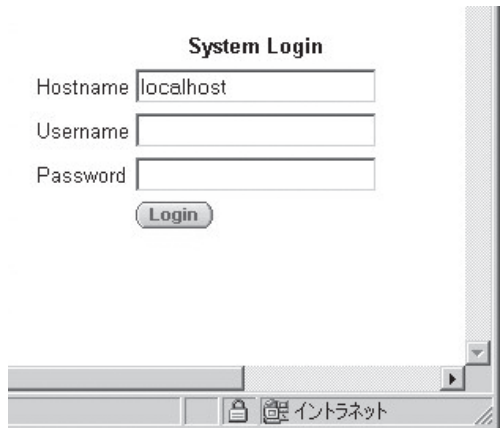 System Login
Hostname localhost
Username
Password
Login
イントラネット